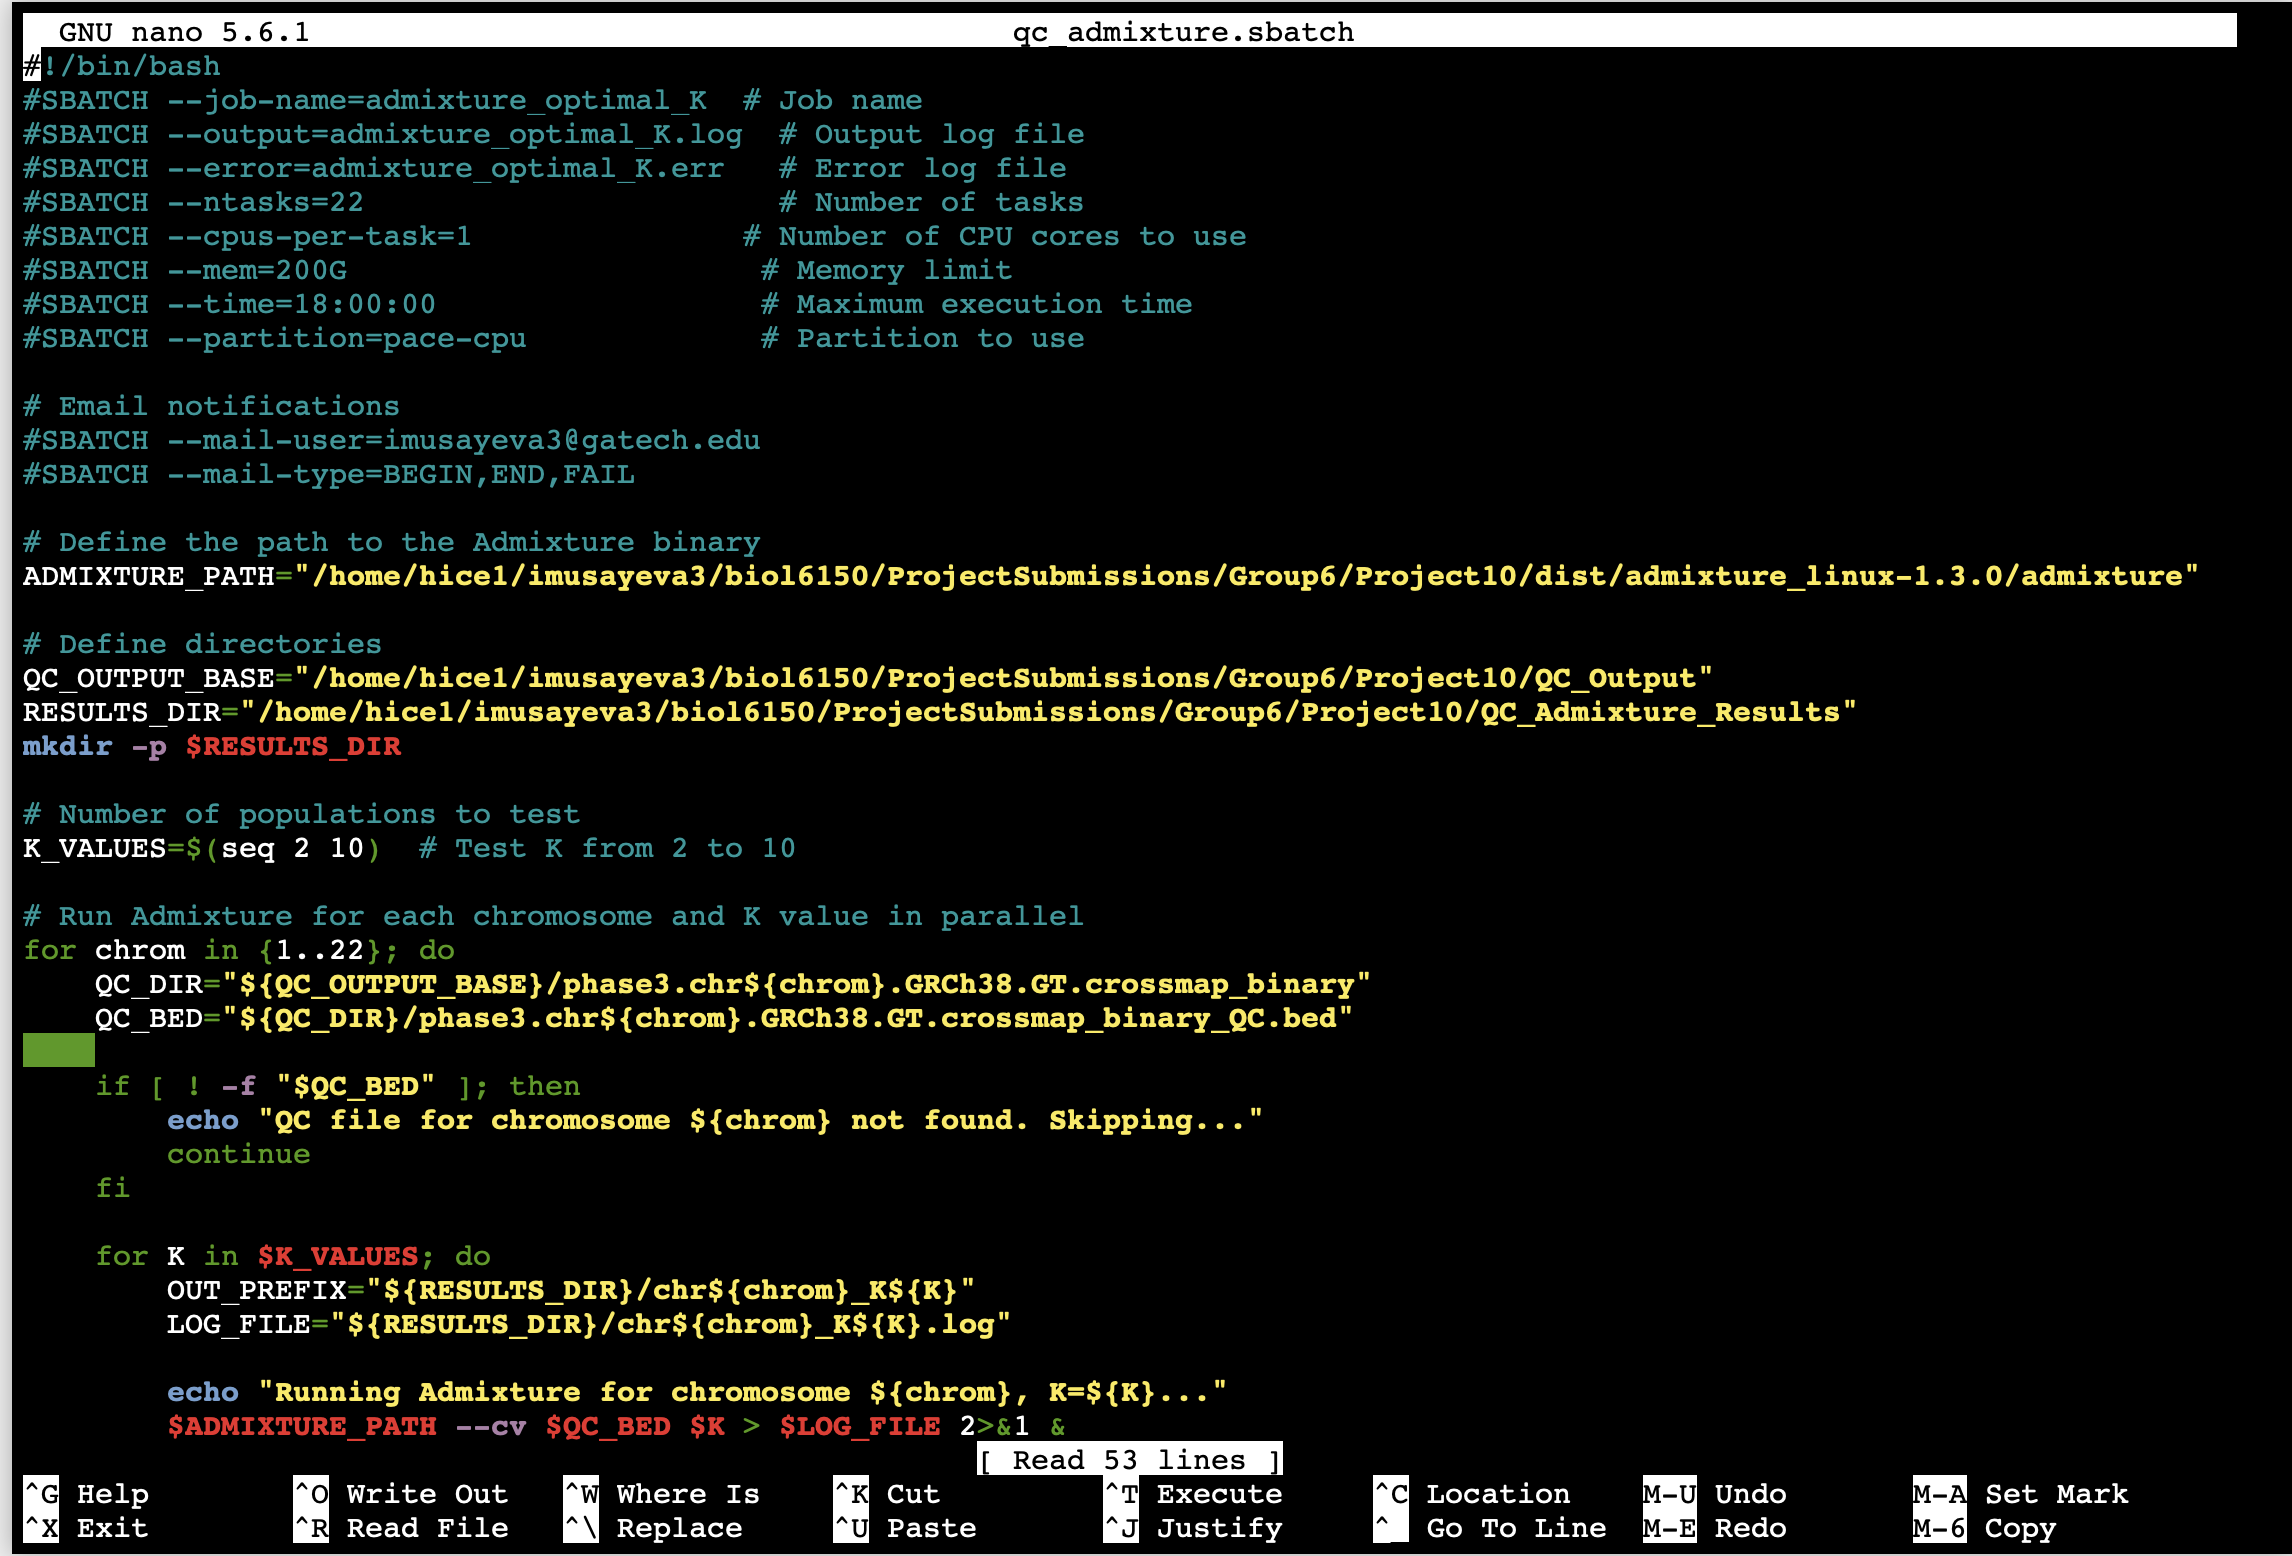 GNU nano 5.6.1 qc_admixture.sbatch
#!/bin/bash
#SBATCH --job-name=admixture_optimal_K  # Job name
#SBATCH --output=admixture_optimal_K.log  # Output log file
#SBATCH --error=admixture_optimal_K.err   # Error log file
#SBATCH --ntasks=22                       # Number of tasks
#SBATCH --cpus-per-task=1               # Number of CPU cores to use
#SBATCH --mem=200G                       # Memory limit
#SBATCH --time=18:00:00                  # Maximum execution time
#SBATCH --partition=pace-cpu             # Partition to use
# Email notifications
#SBATCH --mail-user=imusayeva3@gatech.edu
#SBATCH --mail-type=BEGIN,END,FAIL
# Define the path to the Admixture binary
ADMIXTURE_PATH="/home/hice1/imusayeva3/biol6150/ProjectSubmissions/Group6/Project10/dist/admixture_linux-1.3.0/admixture"
# Define directories
QC_OUTPUT_BASE="/home/hice1/imusayeva3/biol6150/ProjectSubmissions/Group6/Project10/QC_Output"
RESULTS_DIR="/home/hice1/imusayeva3/biol6150/ProjectSubmissions/Group6/Project10/QC_Admixture_Results"
mkdir -p $RESULTS_DIR
# Number of populations to test
K_VALUES=$(seq 2 10)  # Test K from 2 to 10
# Run Admixture for each chromosome and K value in parallel
for chrom in {1..22}; do
    QC_DIR="${QC_OUTPUT_BASE}/phase3.chr${chrom}.GRCh38.GT.crossmap_binary"
    QC_BED="${QC_DIR}/phase3.chr${chrom}.GRCh38.GT.crossmap_binary_QC.bed"
    if [ ! -f "$QC_BED" ]; then
        echo "QC file for chromosome ${chrom} not found. Skipping..."
        continue
    fi
    for K in $K_VALUES; do
        OUT_PREFIX="${RESULTS_DIR}/chr${chrom}_K${K}"
        LOG_FILE="${RESULTS_DIR}/chr${chrom}_K${K}.log"
        echo "Running Admixture for chromosome ${chrom}, K=${K}..."
        $ADMIXTURE_PATH --cv $QC_BED $K > $LOG_FILE 2>&1 &
[ Read 53 lines ]
^G Help ^O Write Out ^W Where Is ^K Cut ^T Execute ^C Location M-U Undo M-A Set Mark
^X Exit ^R Read File ^\ Replace ^U Paste ^J Justify ^_ Go To Line M-E Redo M-6 Copy